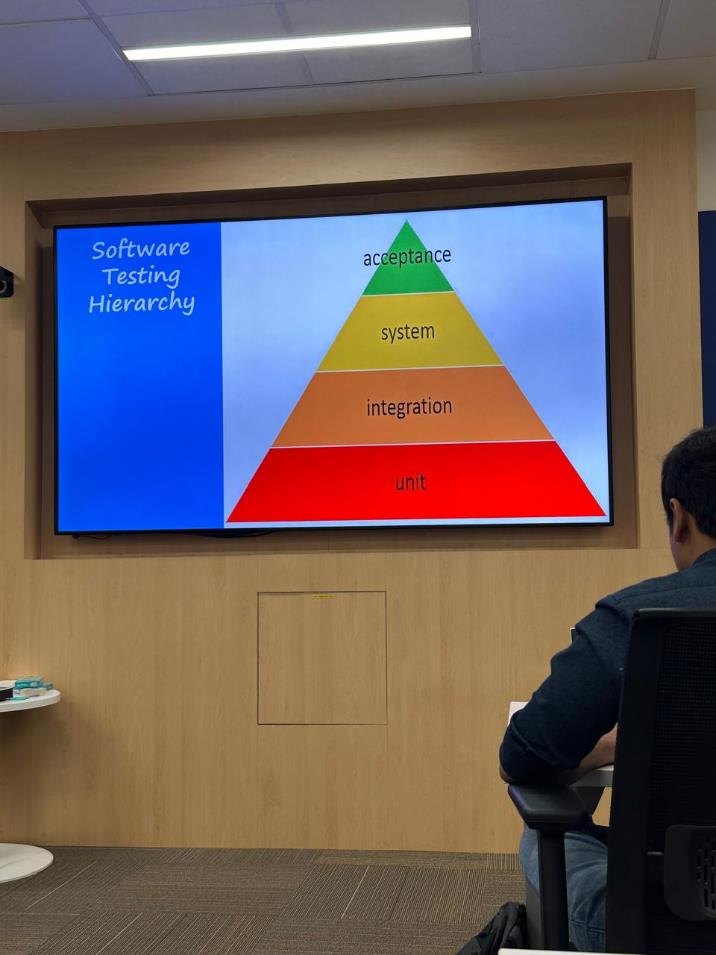 Software
Testing
Hierarchy
acceptance
system
integration
unit